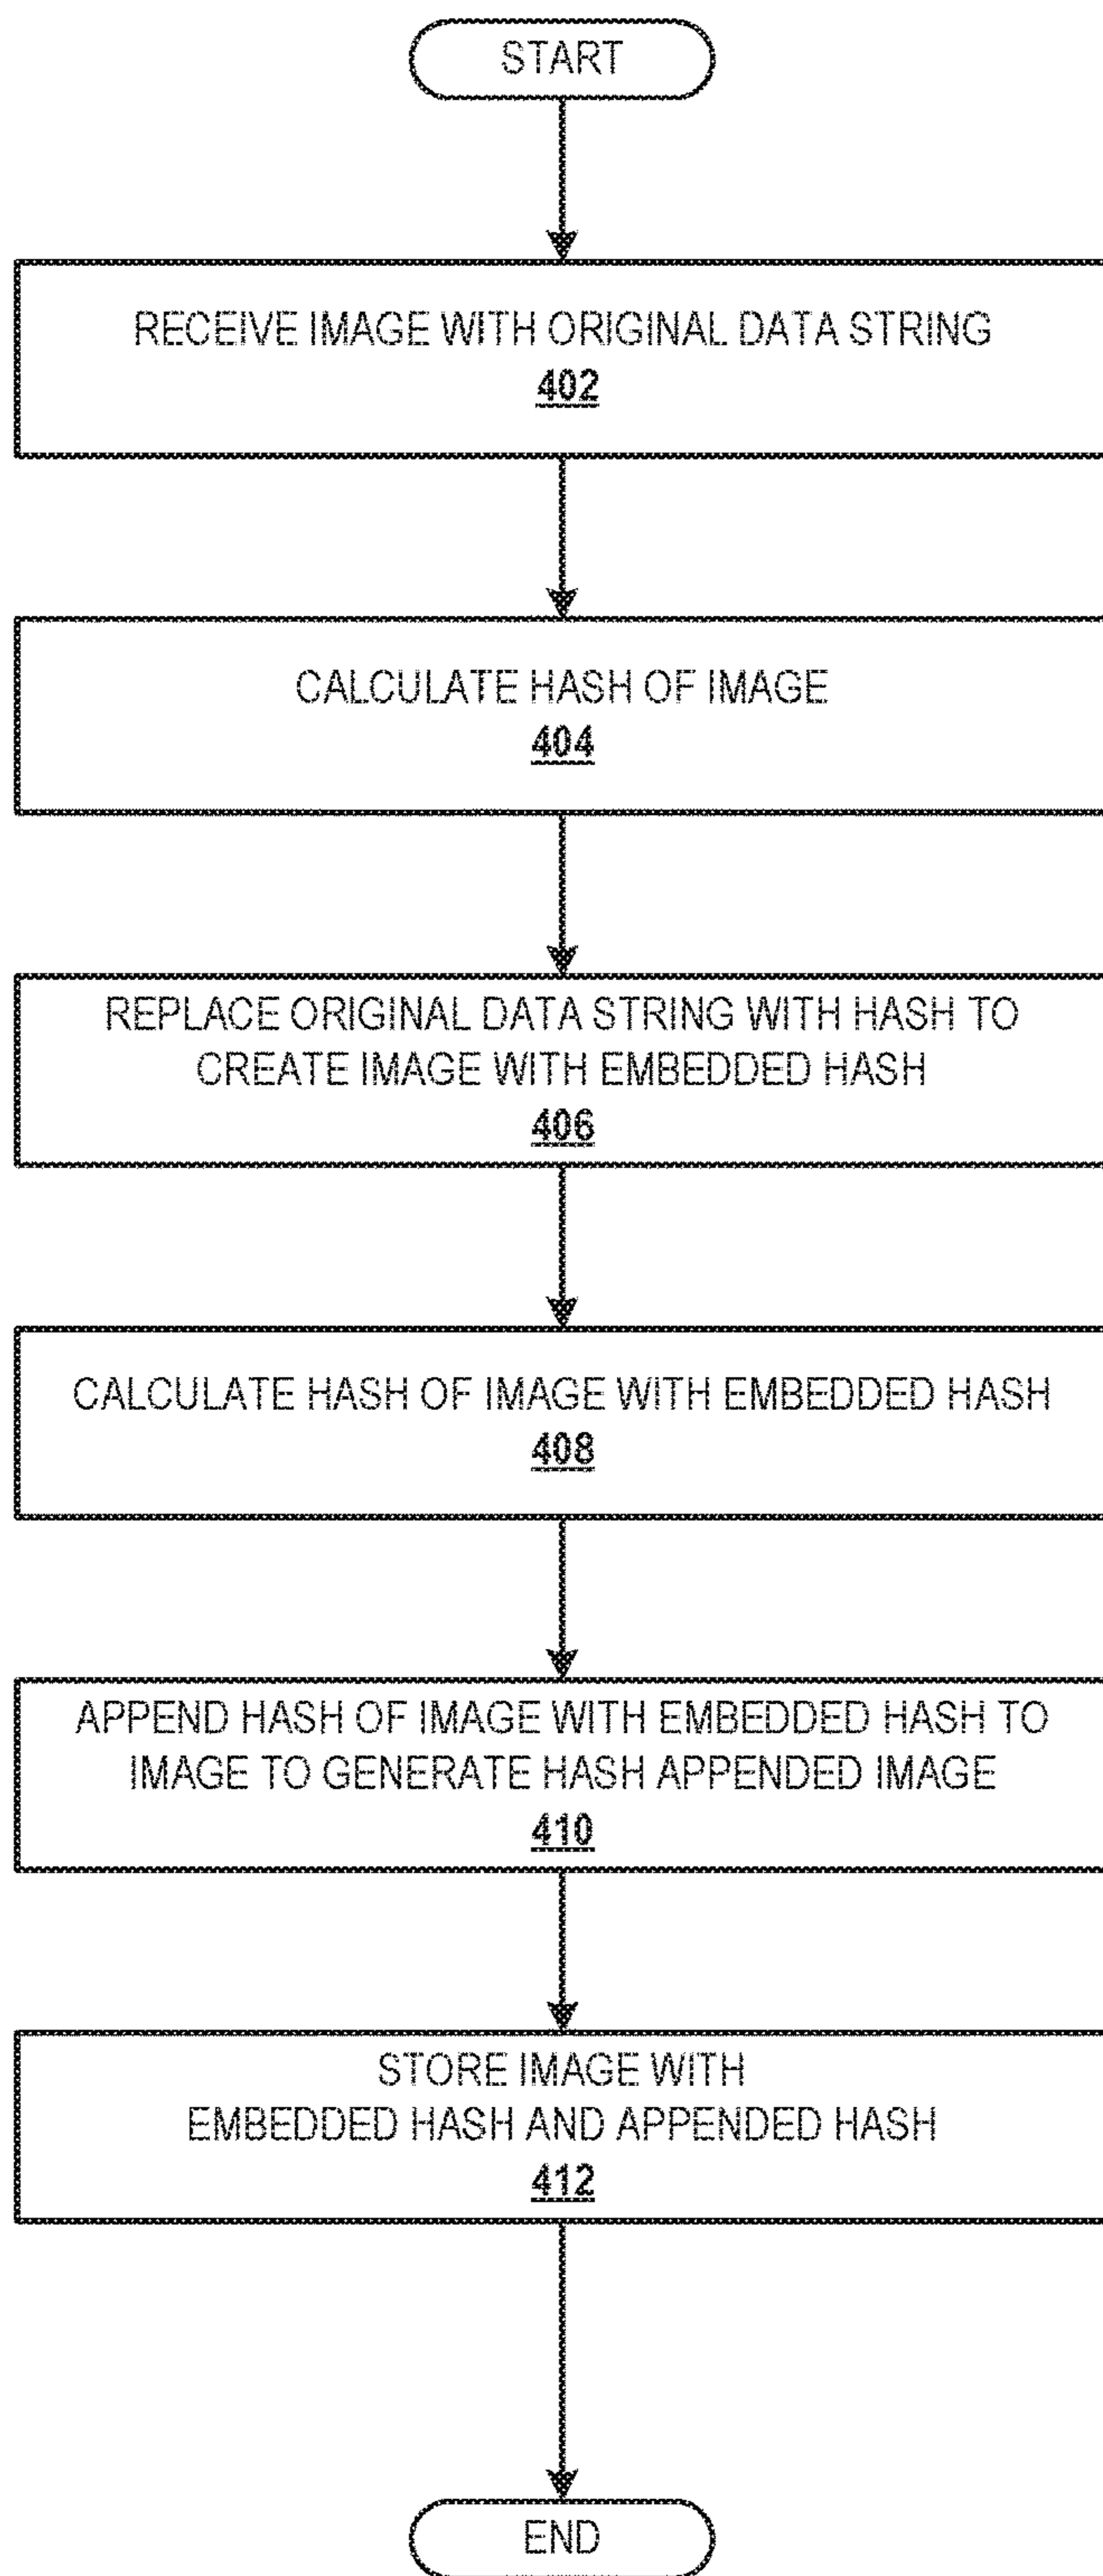 START
RECEIVE IMAGE WITH ORIGINAL DATA STRING
402
CALCULATE HASH OF IMAGE
404
REPLACE ORIGINAL DATA STRING WITH HASH TO
CREATE IMAGE WITH EMBEDDED HASH
406
CALCULATE HASH OF IMAGE WITH EMBEDDED HASH
408
APPEND HASH OF IMAGE WITH EMBEDDED HASH TO
IMAGE TO GENERATE HASH APPENDED IMAGE
410
STORE IMAGE WITH
EMBEDDED HASH AND APPENDED HASH
412
END